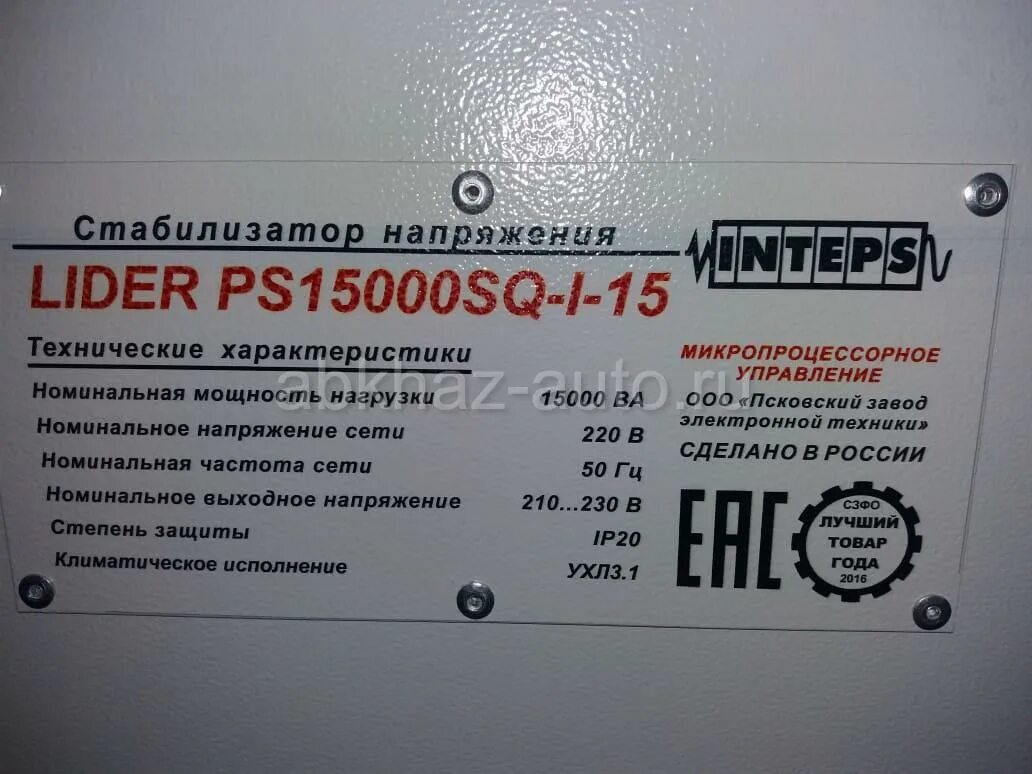 Стабилизатор напряжения
LIDER PS15000SQ-I-15
Технические характеристики
Номинальная мощность нагрузки 15000 ВА
Номинальное напряжение сети 220 В
Номинальная частота сети 50 Гц
Номинальное выходное напряжение 210...230 В
Степень защиты IP20
Климатическое исполнение УХЛ3.1
INTEPS
МИКРОПРОЦЕССОРНОЕ
УПРАВЛЕНИЕ
ООО «Псковский завод
электронной техники»
СДЕЛАНО В РОССИИ
EAC
СЗФО
ЛУЧШИЙ
ТОВАР
ГОДА
2016
abkhaz-auto.ru